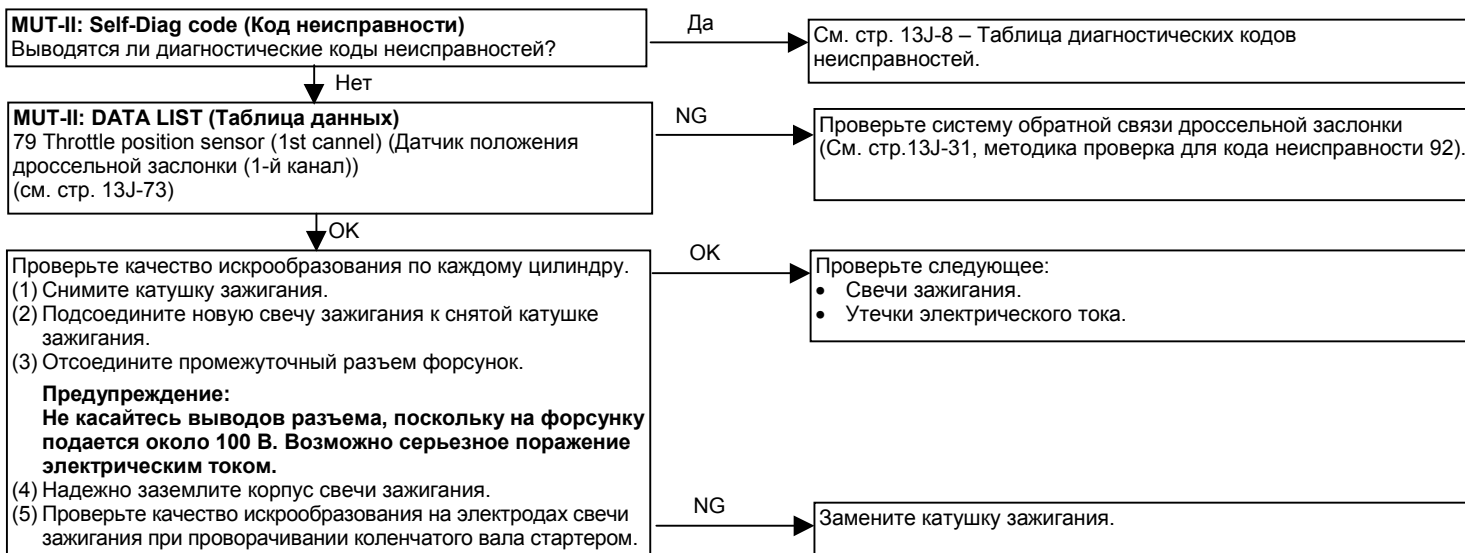 MUT-II: Self-Diag code (Код неисправности)
Выводятся ли диагностические коды неисправностей?
Да
См. стр. 13J-8 – Таблица диагностических кодов
неисправностей.
Нет
MUT-II: DATA LIST (Таблица данных)
79 Throttle position sensor (1st cannel) (Датчик положения
дроссельной заслонки (1-й канал))
(см. стр. 13J-73)
NG
Проверьте систему обратной связи дроссельной заслонки
(См. стр.13J-31, методика проверка для кода неисправности 92).
OK
Проверьте качество искрообразования по каждому цилиндру.
(1) Снимите катушку зажигания.
(2) Подсоедините новую свечу зажигания к снятой катушке
зажигания.
(3) Отсоедините промежуточный разъем форсунок.
Предупреждение:
Не касайтесь выводов разъема, поскольку на форсунку
подается около 100 В. Возможно серьезное поражение
электрическим током.
(4) Надежно заземлите корпус свечи зажигания.
(5) Проверьте качество искрообразования на электродах свечи
зажигания при проворачивании коленчатого вала стартером.
OK
Проверьте следующее:
• Свечи зажигания.
• Утечки электрического тока.
NG
Замените катушку зажигания.